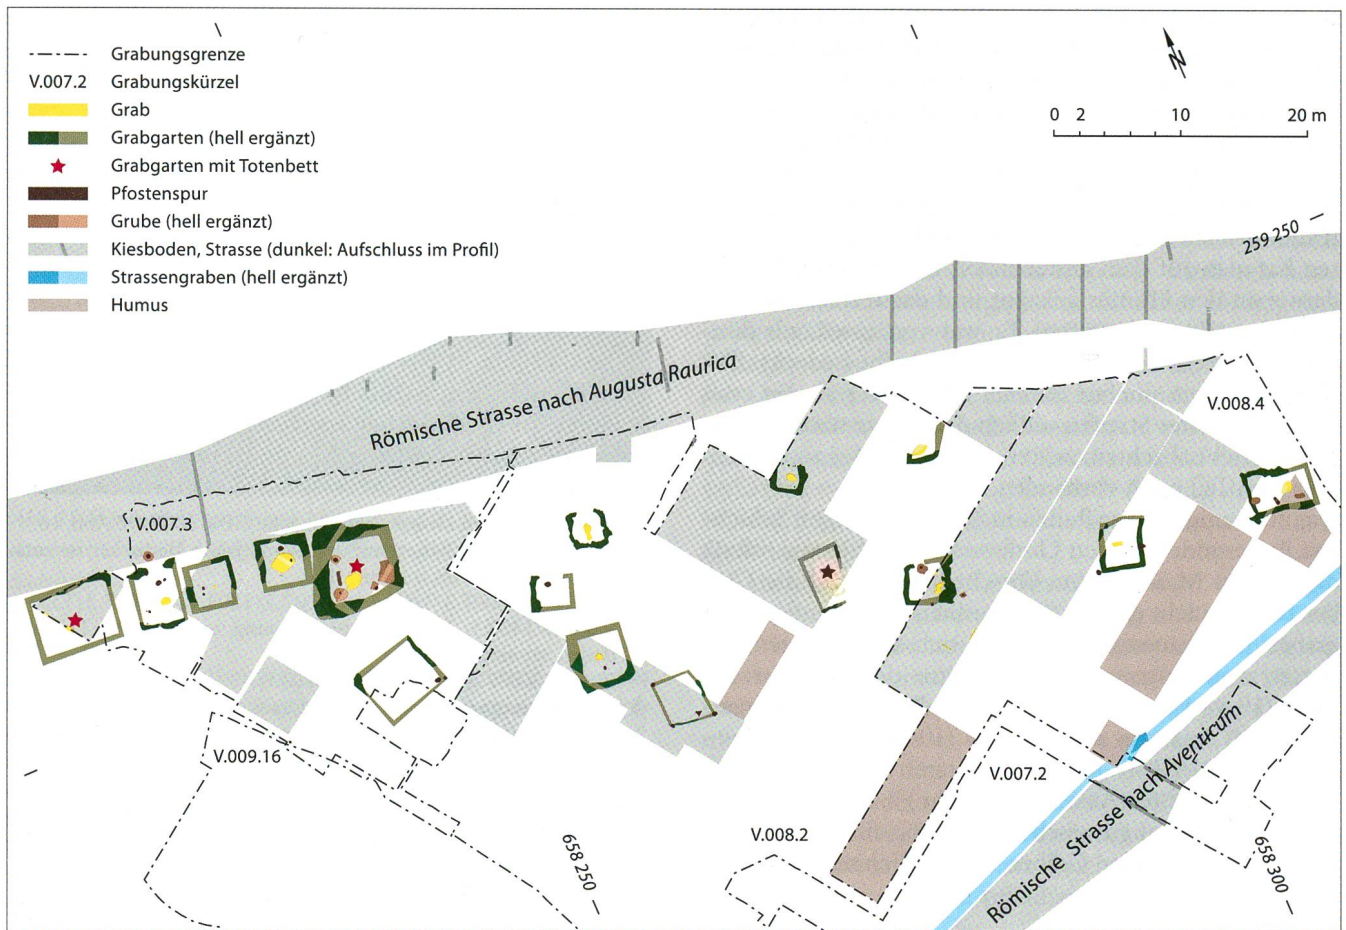 Grabungsgrenze
V.007.2 Grabungskürzel
Grab
Grabgarten (hell ergänzt)
Grabgarten mit Totenbett
Pfostenspur
Grube (hell ergänzt)
Kiesboden, Strasse (dunkel: Aufschluss im Profil)
Strassengraben (hell ergänzt)
Humus
N
0 2 10 20 m
259 250
Römische Strasse nach Augusta Raurica
V.008.4
V.007.3
V.009.16
V.007.2
V.008.2
Römische Strasse nach Aventicum
658 250
658 300